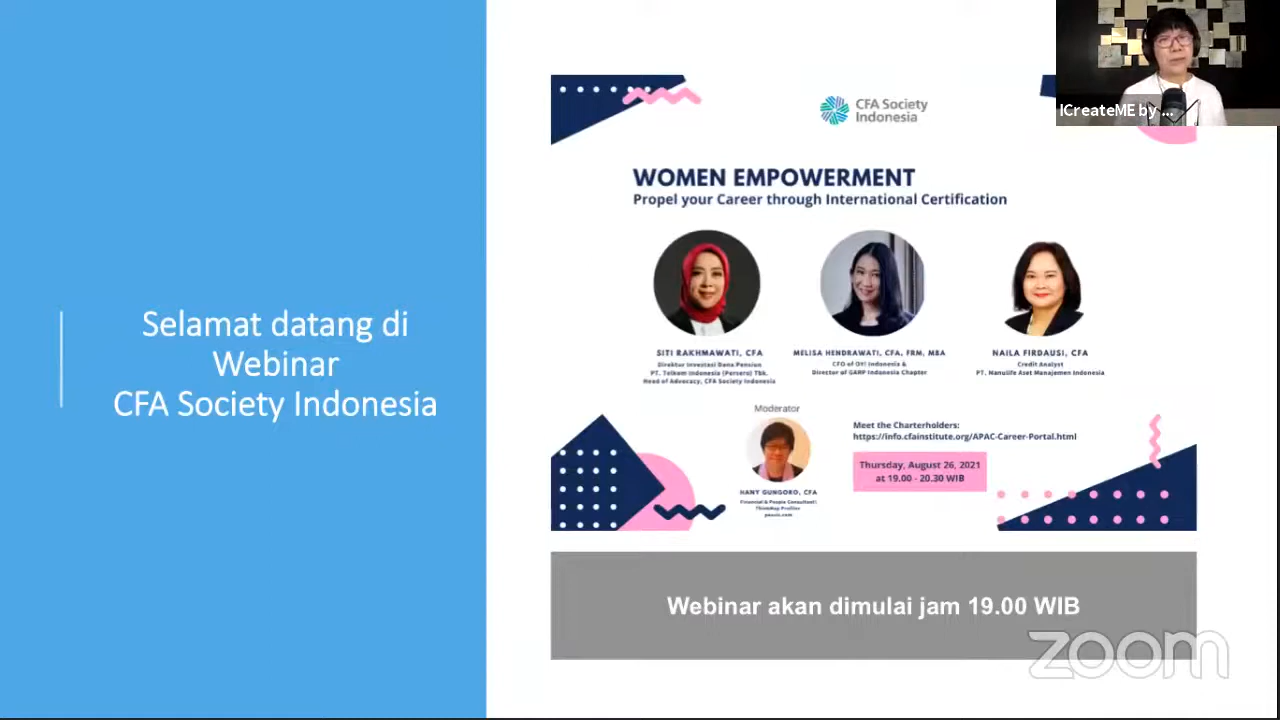 Selamat datang di
Webinar
CFA Society Indonesia
CFA Society
Indonesia
WOMEN EMPOWERMENT
Propel your Career through International Certification
SITI RAKHMAWATI, CFA
Direktur Investasi Dana Pensiun
PT. Telkom Indonesia (Persero) Tbk.
Head of Advocacy, CFA Society Indonesia
MELISA HENDRAWATI, CFA, FRM, MBA
CFO of OY! Indonesia &
Director of GARP Indonesia Chapter
NAILA FIRDAUSI, CFA
Credit Analyst
PT. Manulife Aset Manajemen Indonesia
Moderator
HANY GUNGORO, CFA
Financial & People Consultant
Meet the Charterholders:
https://info.cfainstitute.org/APAC-Career-Portal.html
Thursday, August 26, 2021
at 19.00 - 20.30 WIB
Webinar akan dimulai jam 19.00 WIB
ICreateME by ...
zoom